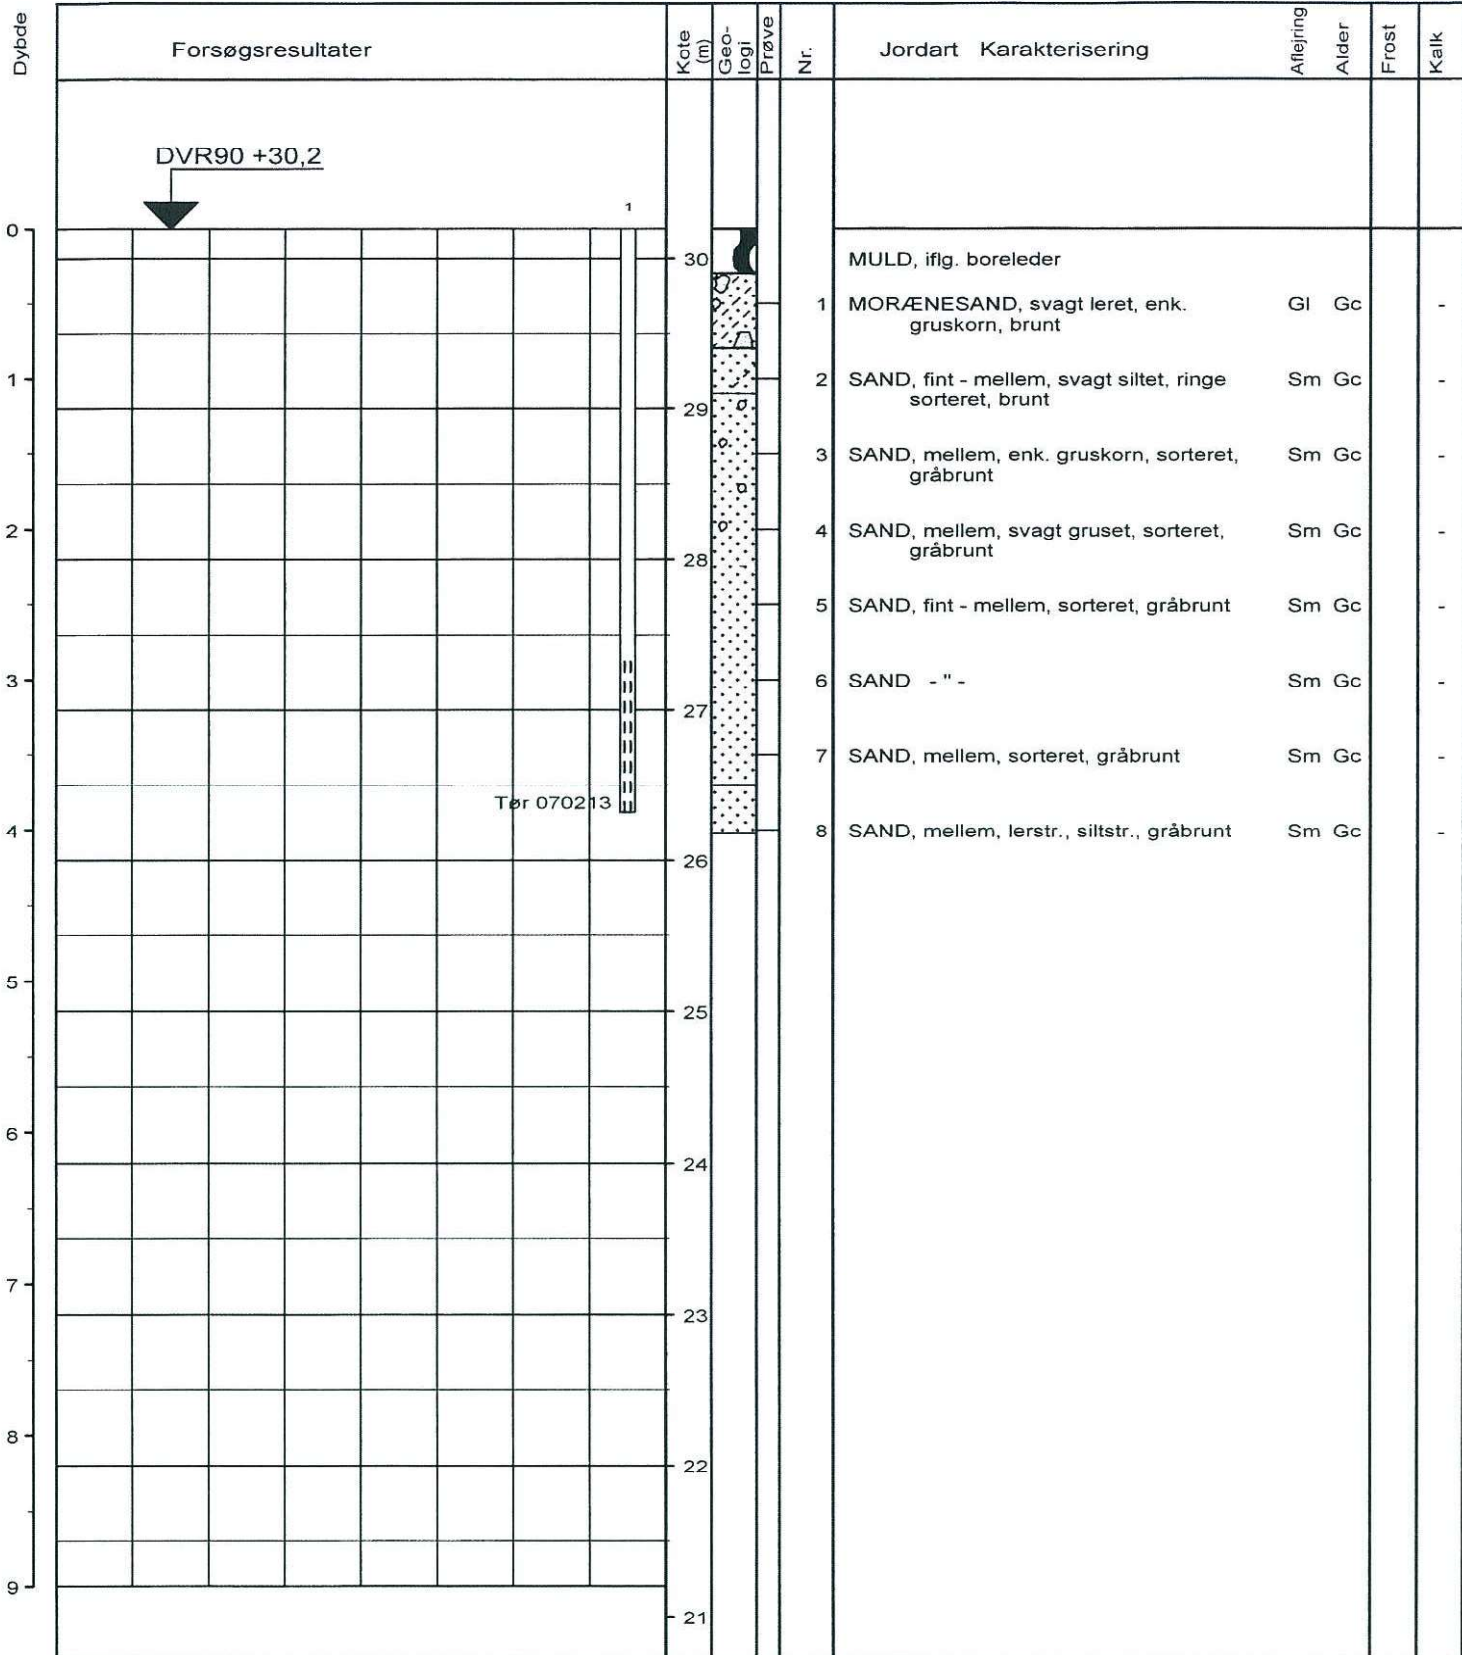 Dybde
Forsøgsresultater
Kote (m)
Geo-
logi
Prøve
Nr.
Jordart Karakterisering
Aflejring
Alder
Frost
Kalk
DVR90 +30,2
1
0
30
MULD, iflg. boreleder
1 MORÆNESAND, svagt leret, enk. Gl Gc -
gruskorn, brunt
1
2 SAND, fint - mellem, svagt siltet, ringe Sm Gc -
sorteret, brunt
29
3 SAND, mellem, enk. gruskorn, sorteret, Sm Gc -
gråbrunt
2
4 SAND, mellem, svagt gruset, sorteret, Sm Gc -
gråbrunt
28
5 SAND, fint - mellem, sorteret, gråbrunt Sm Gc -
3
6 SAND - " - Sm Gc -
27
7 SAND, mellem, sorteret, gråbrunt Sm Gc -
Tør 070213
4
8 SAND, mellem, lerstr., siltstr., gråbrunt Sm Gc -
26
5
25
6
24
7
23
8
22
9
21